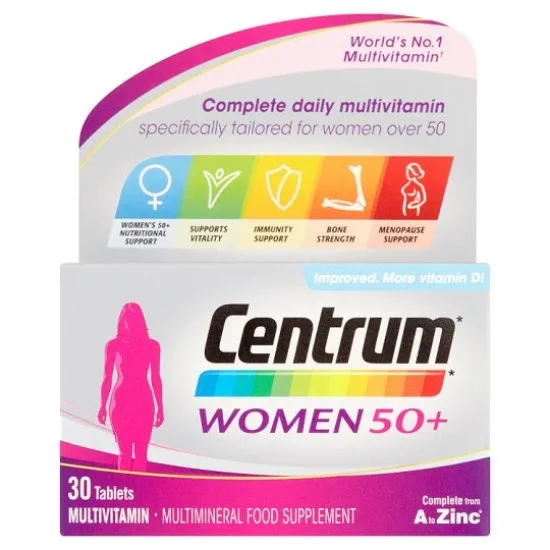 World's No.1
Multivitamin†
Complete daily multivitamin
specifically tailored for women over 50
WOMEN'S 50+
NUTRITIONAL
SUPPORT
SUPPORTS
VITALITY
IMMUNITY
SUPPORT
BONE
STRENGTH
MENOPAUSE
SUPPORT
Improved. More vitamin D!
Centrum*
*
WOMEN 50+
30 Tablets
MULTIVITAMIN · MULTIMINERAL FOOD SUPPLEMENT
Complete from
A to Zinc*